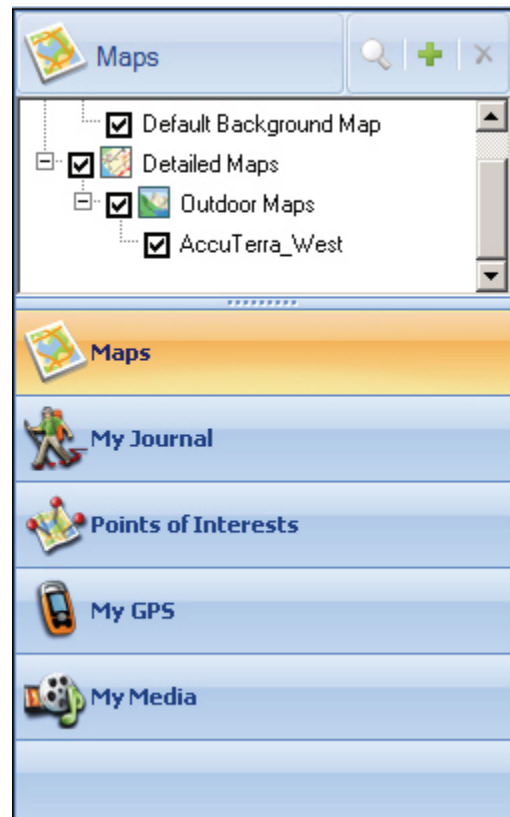 Maps
Default Background Map
Detailed Maps
Outdoor Maps
AccuTerra_West
Maps
My Journal
Points of Interests
My GPS
My Media